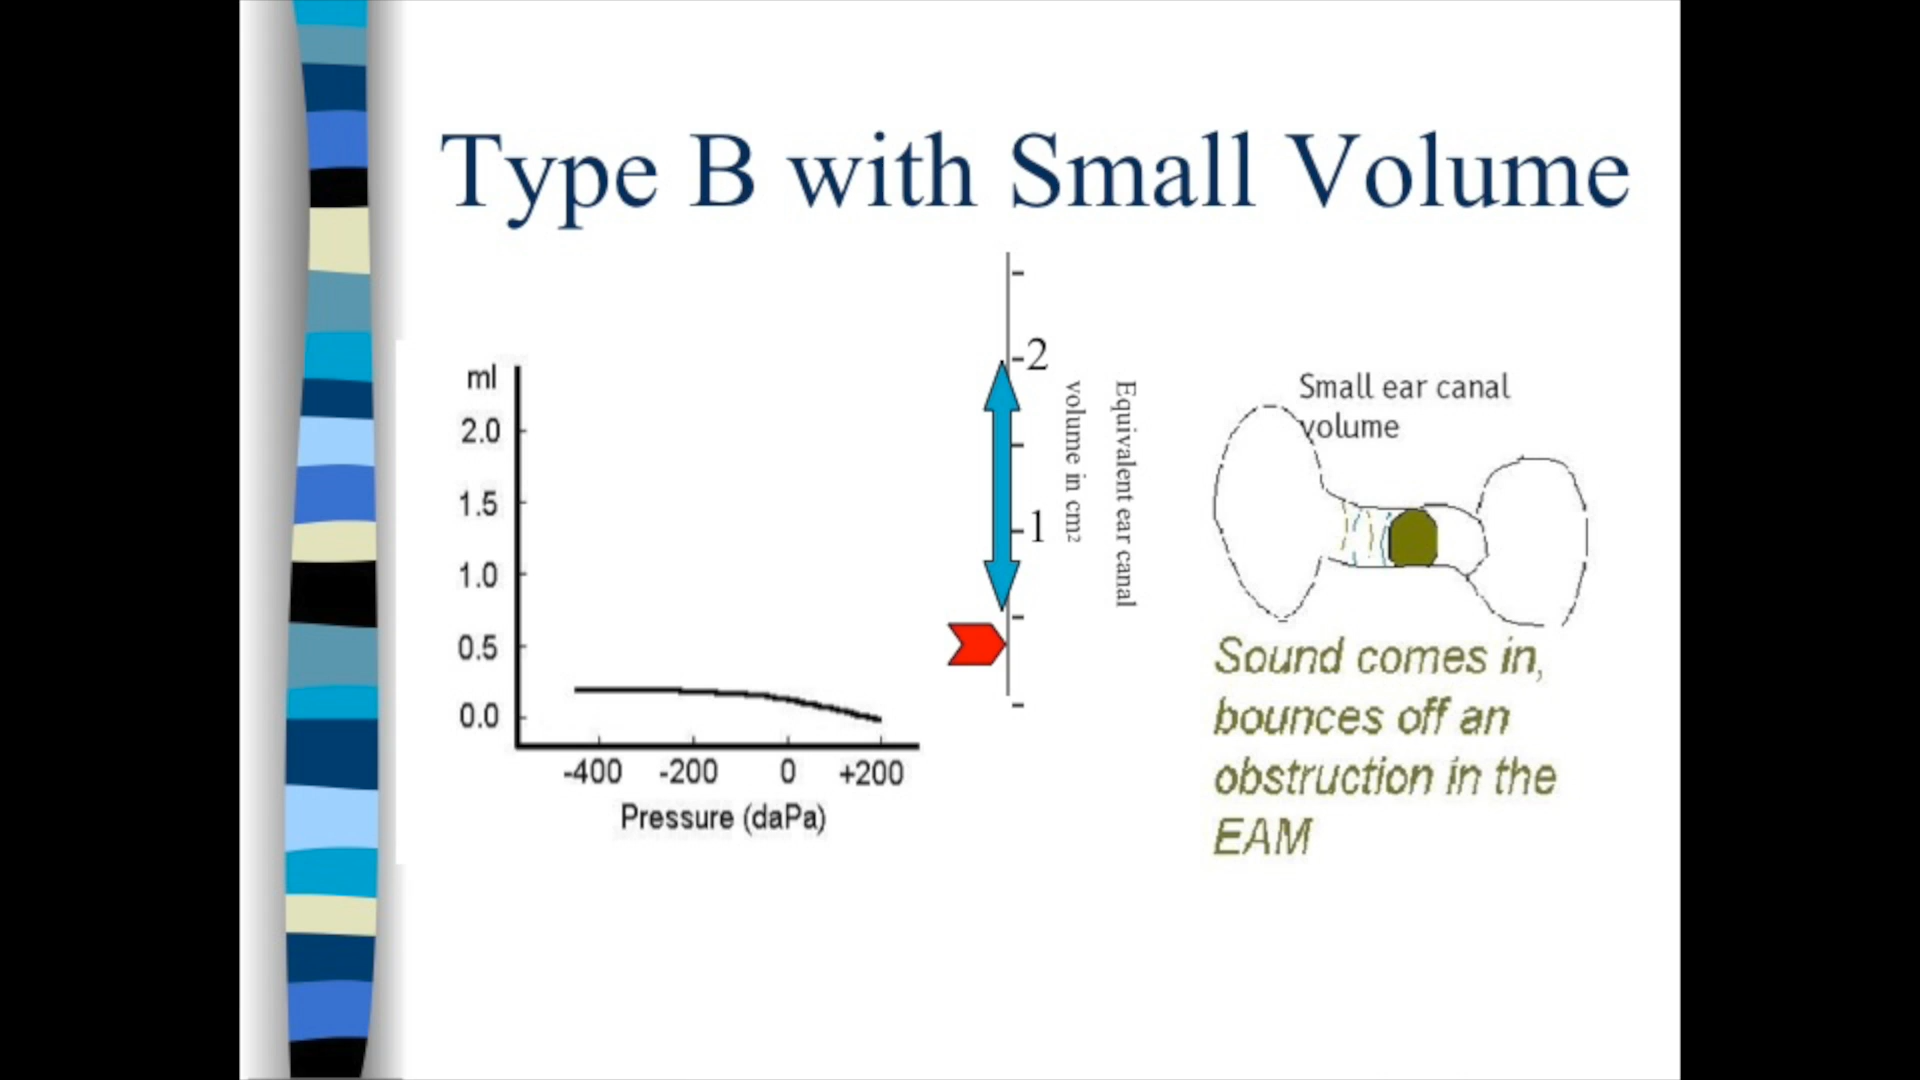 Type B with Small Volume
ml
2.0
1.5
1.0
0.5
0.0
-400 -200 0 +200
Pressure (daPa)
-2
1
Equivalent ear canal
volume in cm2
Small ear canal
volume
Sound comes in,
bounces off an
obstruction in the
EAM